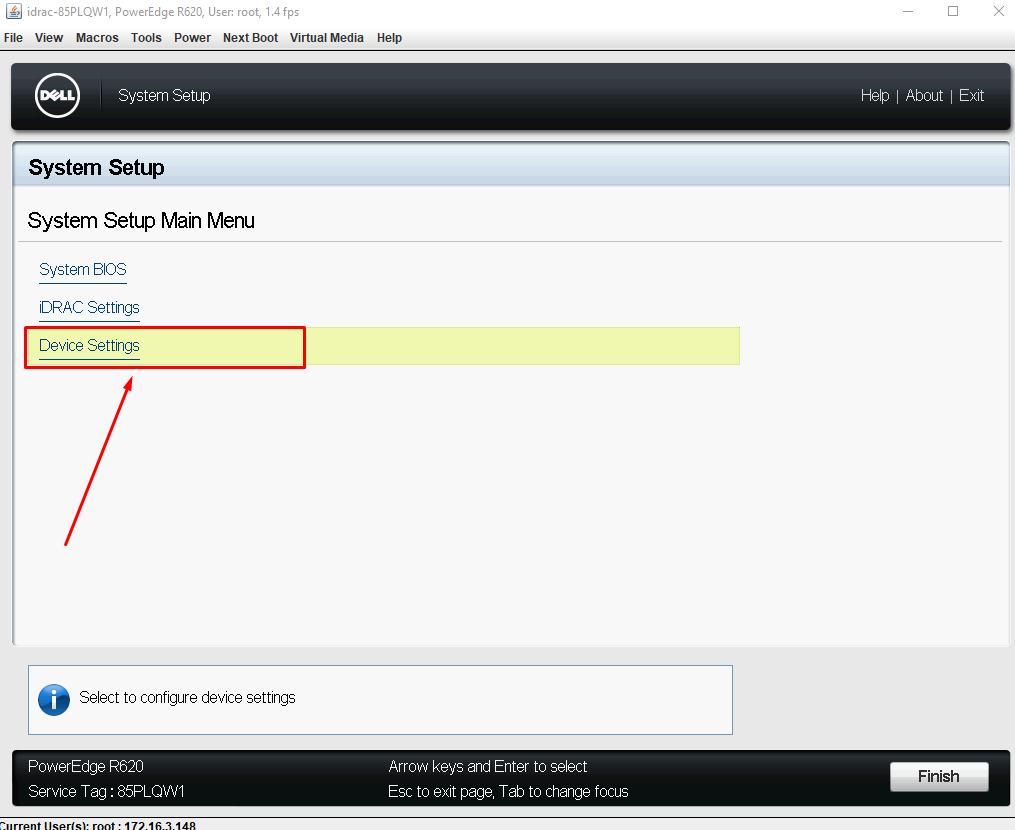 idrac-85PLQW1, PowerEdge R620, User: root, 1.4 fps
File View Macros Tools Power Next Boot Virtual Media Help
DELL System Setup Help | About | Exit
System Setup
System Setup Main Menu
System BIOS
iDRAC Settings
Device Settings
Select to configure device settings
PowerEdge R620 Arrow keys and Enter to select
Service Tag : 85PLQW1 Esc to exit page, Tab to change focus
Finish
Current User(s): root : 172.16.3.148